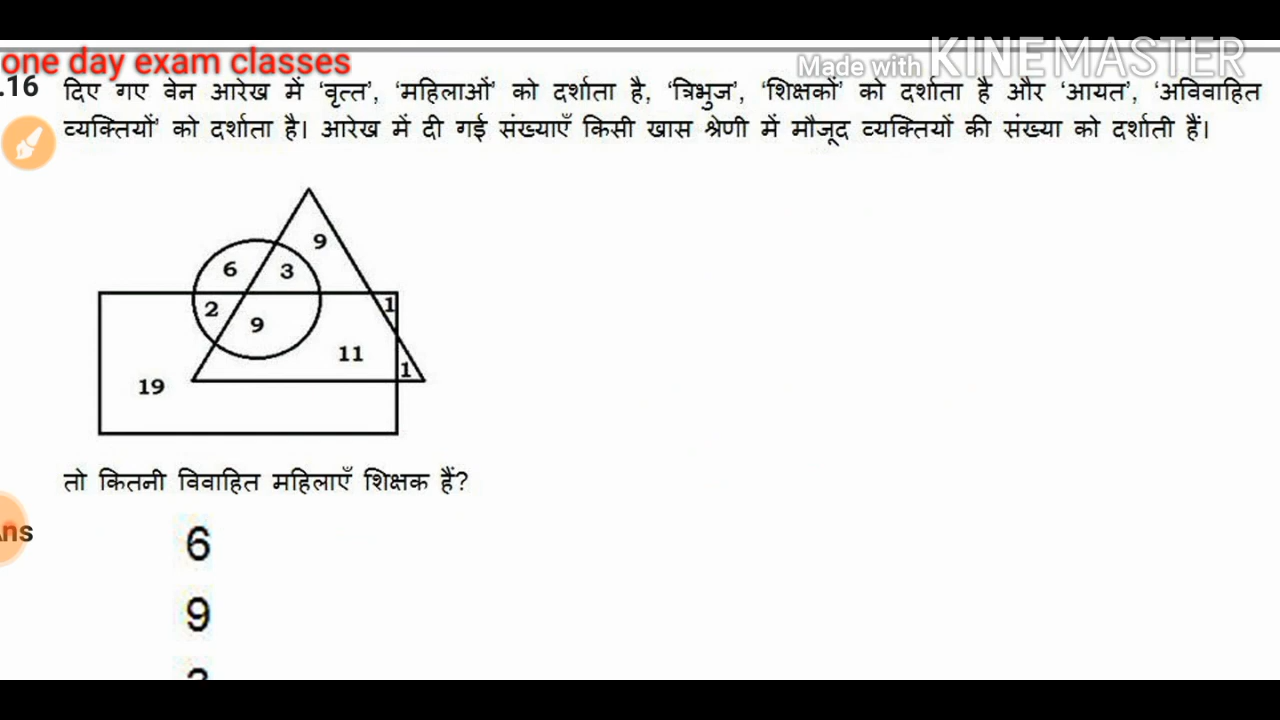 one day exam classes
Made with KINEMASTER
.16 दिए गए वेन आरेख में 'वृत्त', 'महिलाओं' को दर्शाता है, 'त्रिभुज', 'शिक्षकों' को दर्शाता है और 'आयत', 'अविवाहित
व्यक्तियों' को दर्शाता है। आरेख में दी गई संख्याएँ किसी खास श्रेणी में मौजूद व्यक्तियों की संख्या को दर्शाती हैं।
9
6 3
2 1
9
11
1
19
तो कितनी विवाहित महिलाएँ शिक्षक हैं?
Ans
6
9